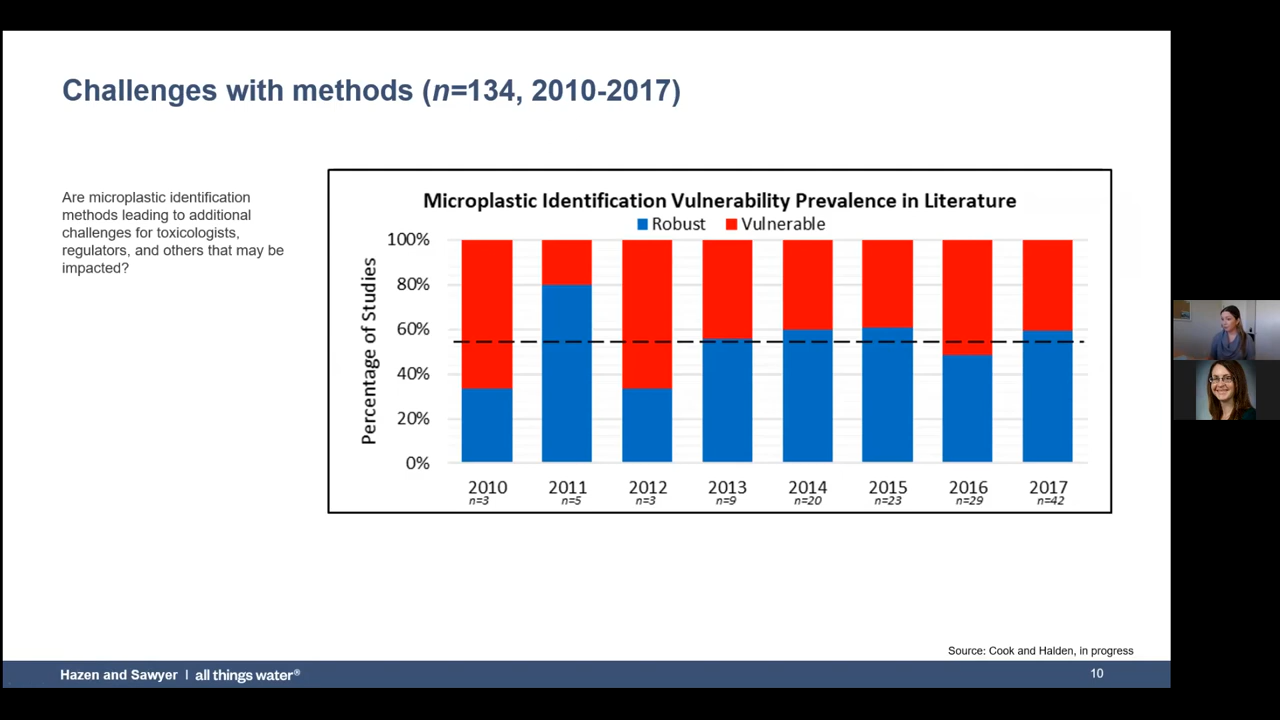 Challenges with methods (n=134, 2010-2017)
Are microplastic identification
methods leading to additional
challenges for toxicologists,
regulators, and others that may be
impacted?
Microplastic Identification Vulnerability Prevalence in Literature
Robust Vulnerable
Percentage of Studies
100%
80%
60%
40%
20%
0%
2010 2011 2012 2013 2014 2015 2016 2017
n=3 n=5 n=3 n=9 n=20 n=23 n=29 n=42
Source: Cook and Halden, in progress
Hazen and Sawyer | all things water®
10